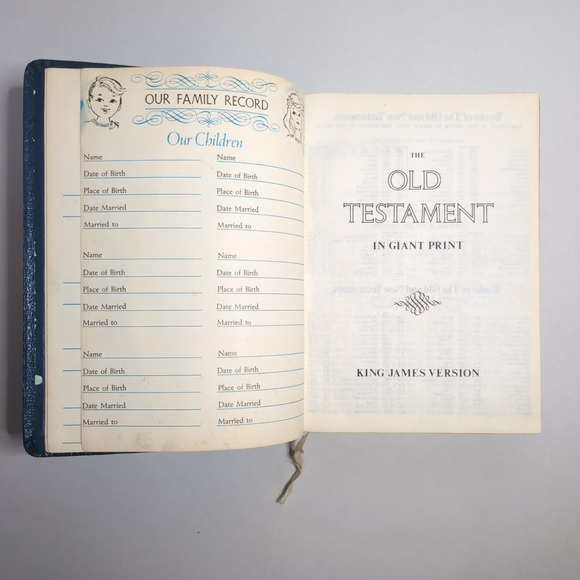 OUR FAMILY RECORD
Our Children
Name
Date of Birth
Place of Birth
Date Married
Married to
Name
Date of Birth
Place of Birth
Date Married
Married to
Name
Date of Birth
Place of Birth
Date Married
Married to
Name
Date of Birth
Place of Birth
Date Married
Married to
Name
Date of Birth
Place of Birth
Date Married
Married to
Name
Date of Birth
Place of Birth
Date Married
Married to
THE
OLD
TESTAMENT
IN GIANT PRINT
KING JAMES VERSION